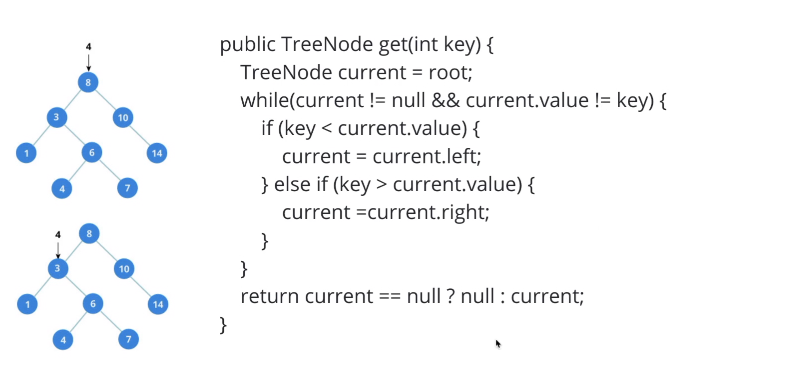 4
8
3
10
1
6
14
4
7
4
8
3
10
1
6
14
4
7
public TreeNode get(int key) {
TreeNode current = root;
while(current != null && current.value != key) {
if (key < current.value) {
current = current.left;
} else if (key > current.value) {
current =current.right;
}
}
return current == null ? null : current;
}